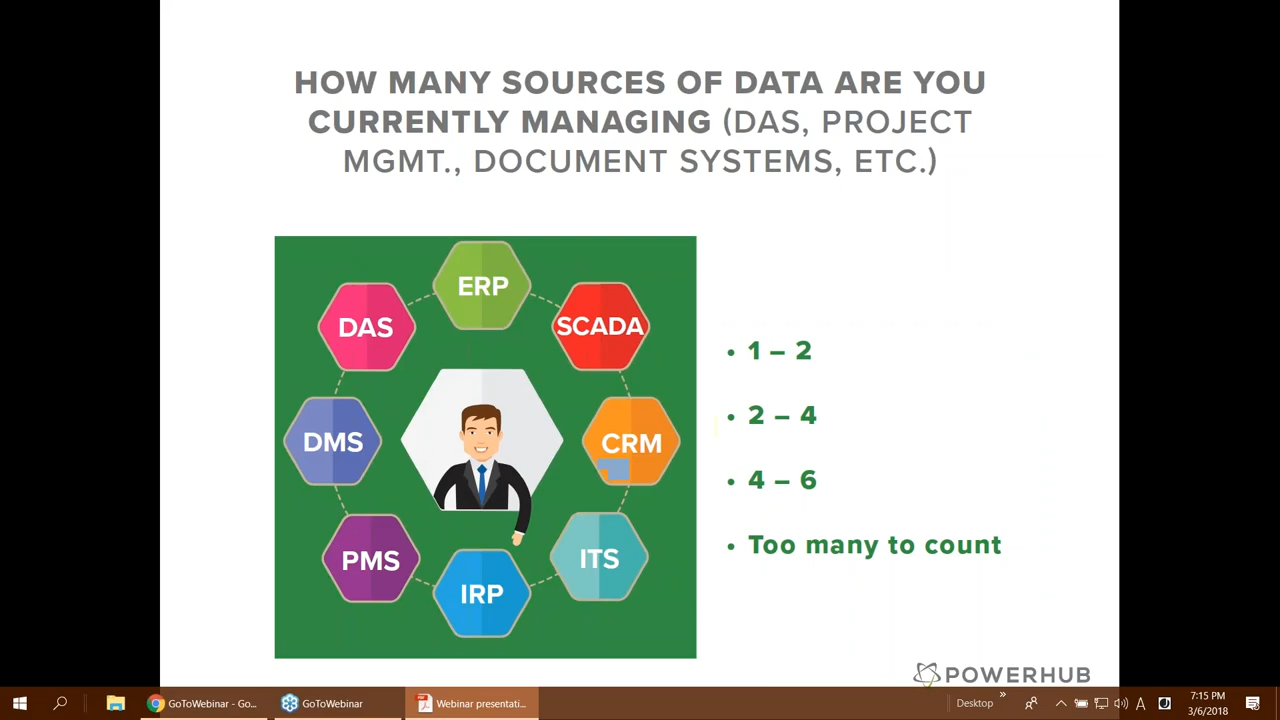 HOW MANY SOURCES OF DATA ARE YOU
CURRENTLY MANAGING (DAS, PROJECT
MGMT., DOCUMENT SYSTEMS, ETC.)
ERP
DAS
SCADA
DMS
CRM
PMS
ITS
IRP
• 1 – 2
• 2 – 4
• 4 – 6
• Too many to count
POWERHUB
GoToWebinar - Go...
GoToWebinar
Webinar presentati...
Desktop
A
7:15 PM
3/6/2018